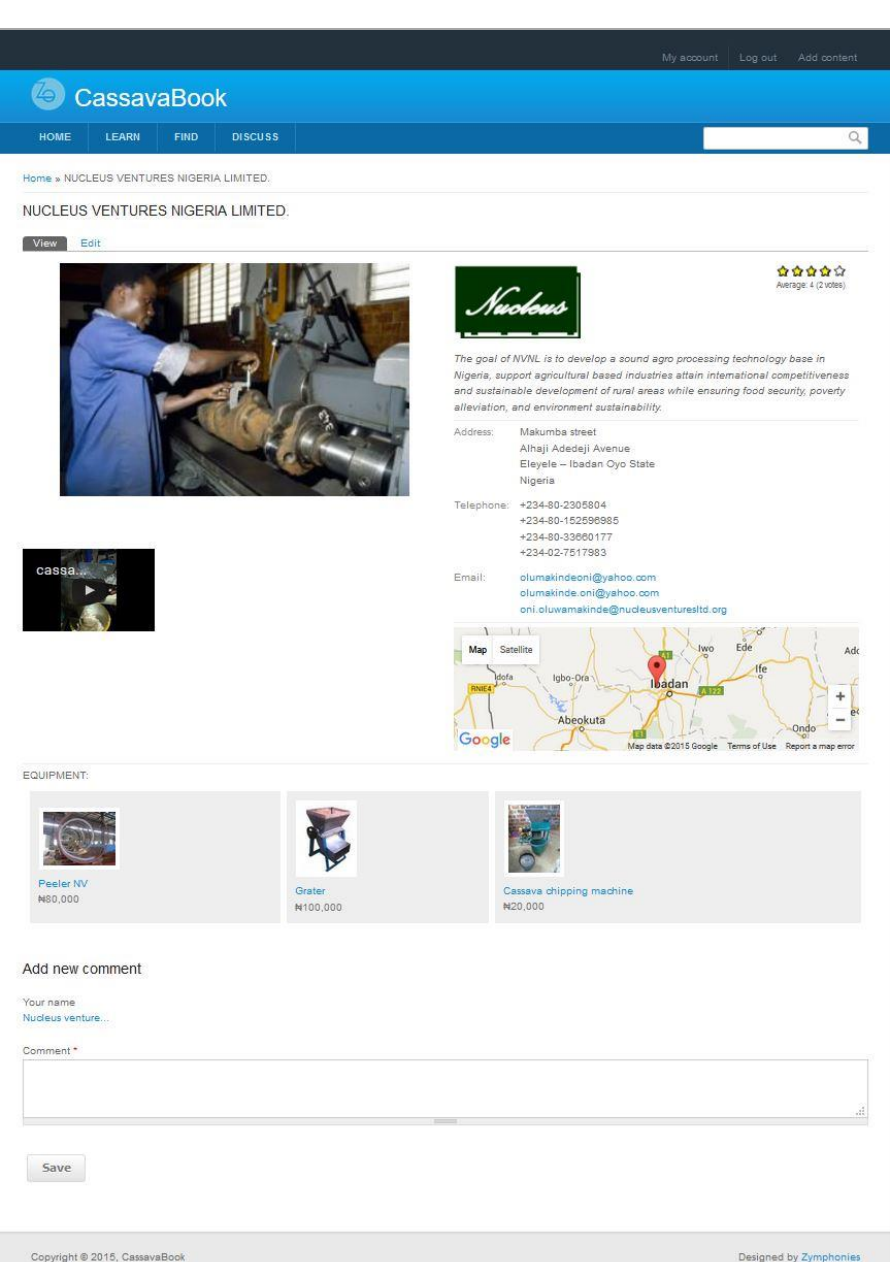 My account
Log out
Add content
CassavaBook
HOME
LEARN
FIND
DISCUSS
Home » NUCLEUS VENTURES NIGERIA LIMITED.
NUCLEUS VENTURES NIGERIA LIMITED.
View
Edit
Nucleus
Average: 4 (2 votes)
The goal of NVNL is to develop a sound agro processing technology base in
Nigeria, support agricultural based industries attain international competitiveness
and sustainable development of rural areas while ensuring food security, poverty
alleviation, and environment sustainability.
Address: Makumba street
Alhaji Adedeji Avenue
Eleyele – Ibadan Oyo State
Nigeria
Telephone: +234-80-2305804
+234-80-152596985
+234-80-33660177
+234-02-7517983
cassa...
Email: olumakindeoni@yahoo.com
olumakinde.oni@yahoo.com
oni.oluwamakinde@nucleusventuresltd.org
Map
Satellite
A1
Iwo
Ede
Ife
Idofa
Igbo-Ora
Ibadan
RNIE4
A 122
Abeokuta
E1
Ondo
Google
Map data ©2015 Google
Terms of Use
Report a map error
EQUIPMENT:
Peeler NV
₦80,000
Grater
₦100,000
Cassava chipping machine
₦20,000
Add new comment
Your name
Nucleus venture...
Comment *
Save
Copyright © 2015, CassavaBook
Designed by Zymphonies